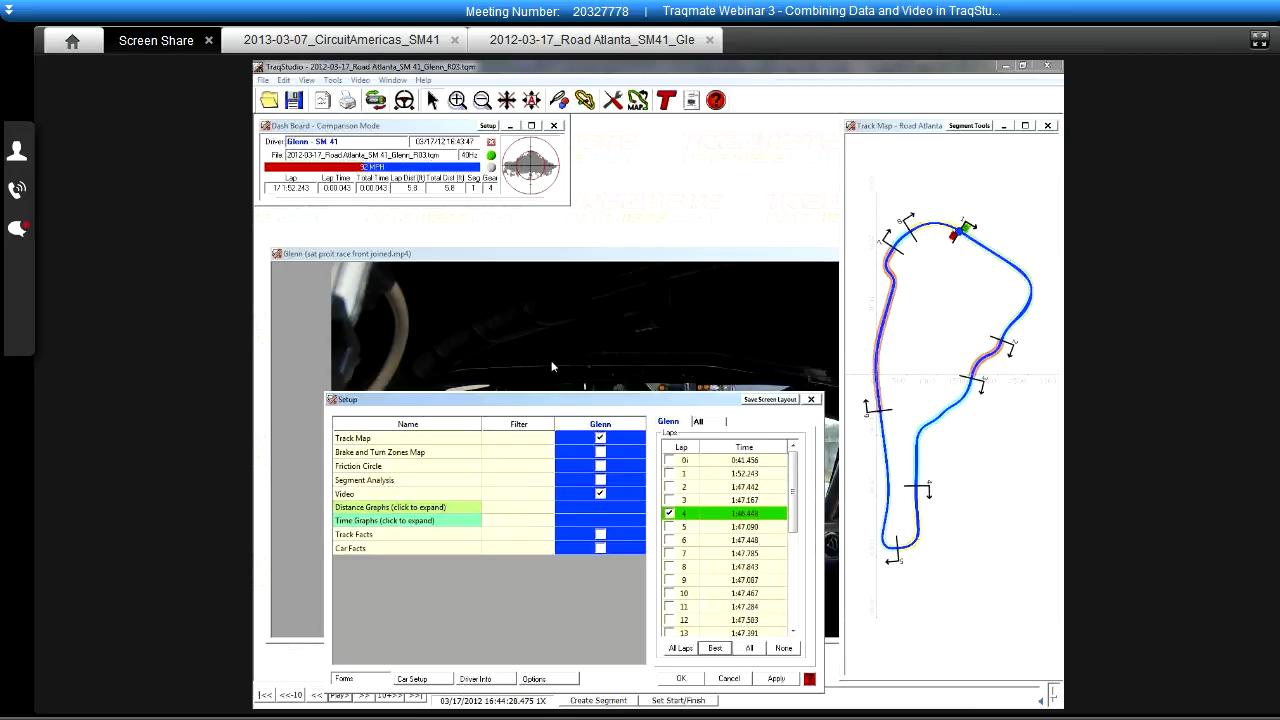 Meeting Number: 20327778 | Traqmate Webinar 3 - Combining Data and Video in TraqStu...
Screen Share
2013-03-07_CircuitAmericas_SM41
2012-03-17_Road Atlanta_SM41_Gle
TraqStudio - 2012-03-17_Road Atlanta_SM 41_Glenn_R03.tqm
File Edit View Tools Video Window Help
MAP
T
Dash Board - Comparison Mode Setup
Driver Glenn - SM 41 03/17/12 16:43:47
File: 2012-03-17_Road Atlanta_SM 41_Glenn_R03.tqm 40Hz
92 MPH
Lap Lap Time Total Time Lap Dist (ft) Total Dist (ft) Seg Gear
1/ 1:52.243 0:00.043 0:00.043 5.8 5.8 1 4
Track Map - Road Atlanta Segment Tools
1
8
7
2
3
6
4
5
Glenn (sat proit race front joined.mp4)
Setup Save Screen Layout
Name Filter Glenn
Track Map
Brake and Turn Zones Map
Friction Circle
Segment Analysis
Video
Distance Graphs (click to expand)
Time Graphs (click to expand)
Track Facts
Car Facts
Glenn All
Laps
Lap Time
0i 0:41.456
1 1:52.243
2 1:47.442
3 1:47.167
4 1:46.448
5 1:47.090
6 1:47.448
7 1:47.785
8 1:47.843
9 1:47.087
10 1:47.467
11 1:47.284
12 1:47.583
13 1:47.391
All Laps Best All None
Forms Car Setup Driver Info Options
OK Cancel Apply
|<< <<-10 << Play> >> 10+>> >>|
03/17/2012 16:44:28.475 1X Create Segment Set Start/Finish